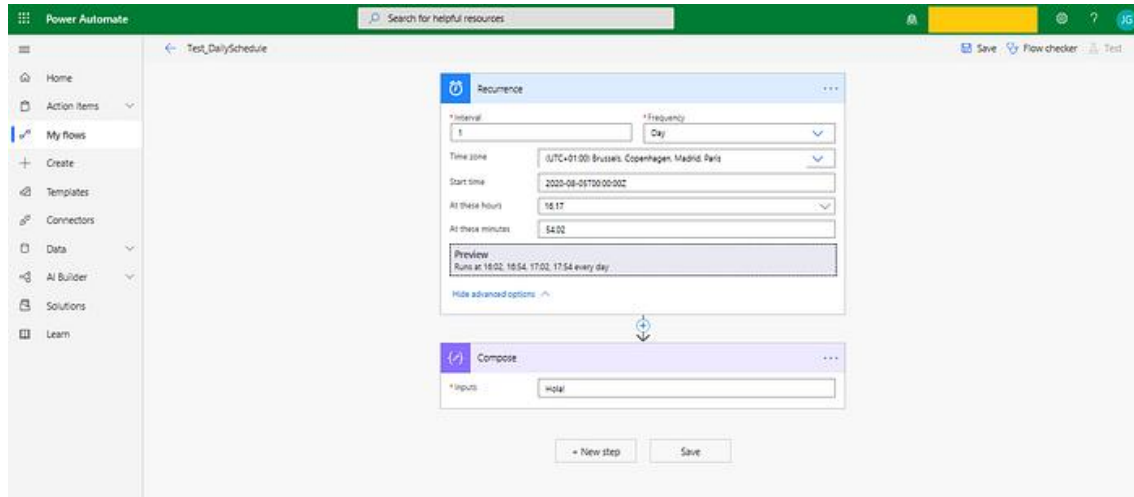 Power Automate
Search for helpful resources
?
JG
Test_DailySchedule
Save
Flow checker
Test
Home
Action items
My flows
Create
Templates
Connectors
Data
AI Builder
Solutions
Learn
Recurrence
...
* Interval
* Frequency
1
Day
Time zone
(UTC+01:00) Brussels, Copenhagen, Madrid, Paris
Start time
2020-08-05T00:00:00Z
At these hours
16,17
At these minutes
54,02
Preview
Runs at 16:02, 16:54, 17:02, 17:54 every day
Hide advanced options
Compose
...
* Inputs
Hola!
+ New step
Save